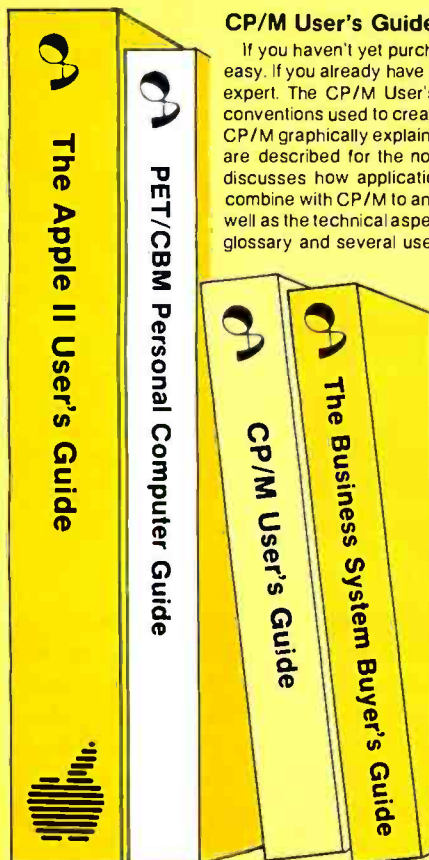 CP/M User's Guide
If you haven't yet purch
easy. If you already have
expert. The CP/M User's
conventions used to crea
CP/M graphically explain
are described for the no
discusses how applicatio
combine with CP/M to an
well as the technical aspe
glossary and several use
The Apple II User's Guide
PET/CBM Personal Computer Guide
CP/M User's Guide
The Business System Buyer's Guide